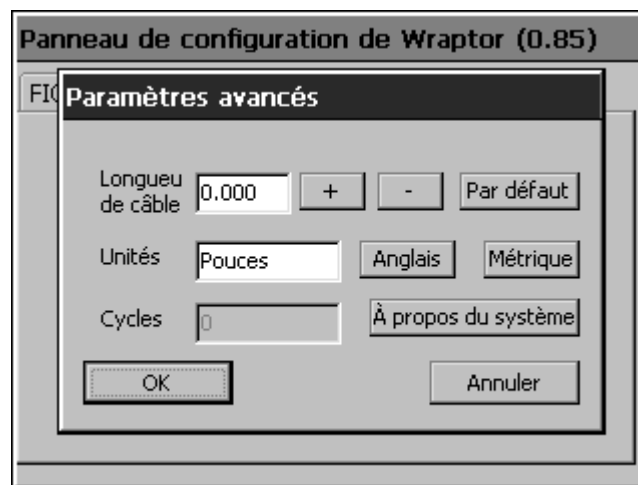 Panneau de configuration de Wraptor (0.85)
FIC
Paramètres avancés
Longueu
de câble
0.000
+
-
Par défaut
Unités
Pouces
Anglais
Métrique
Cycles
0
À propos du système
OK
Annuler